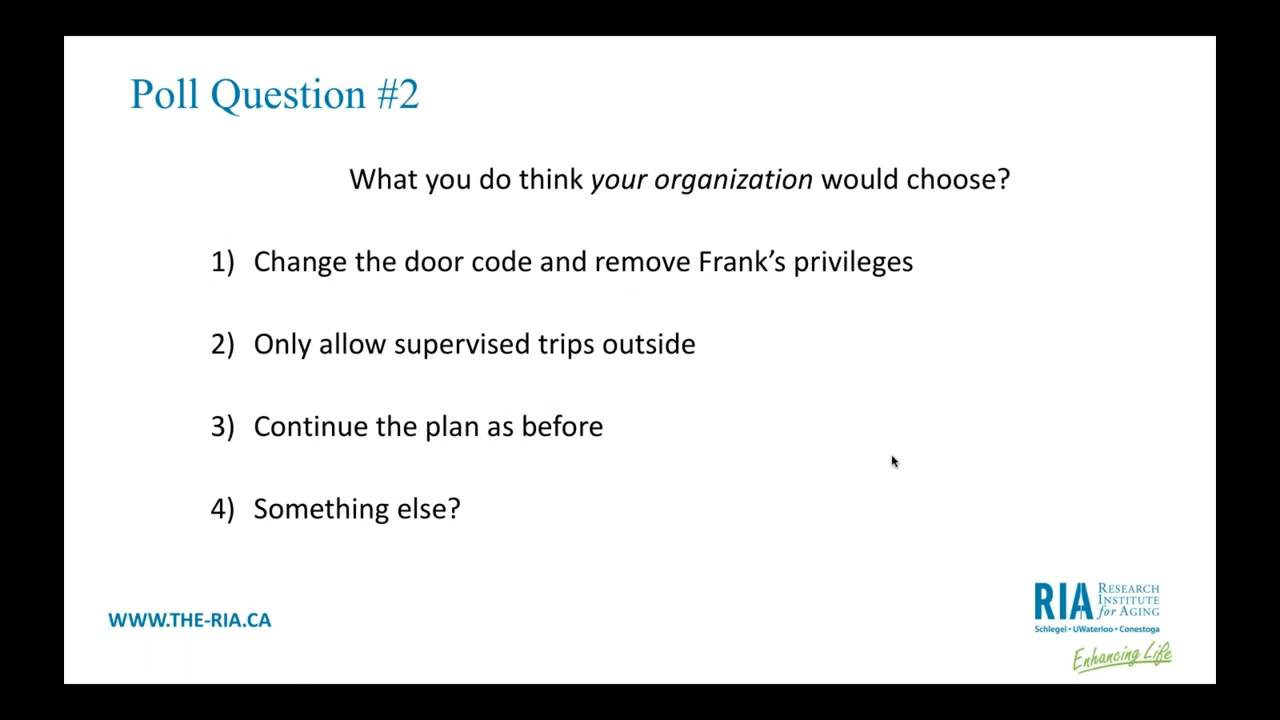 Poll Question #2
What you do think your organization would choose?
1) Change the door code and remove Frank’s privileges
2) Only allow supervised trips outside
3) Continue the plan as before
4) Something else?
WWW.THE-RIA.CA
RIA RESEARCH
INSTITUTE
for AGING
Schlegel • UWaterloo • Conestoga
Enhancing Life